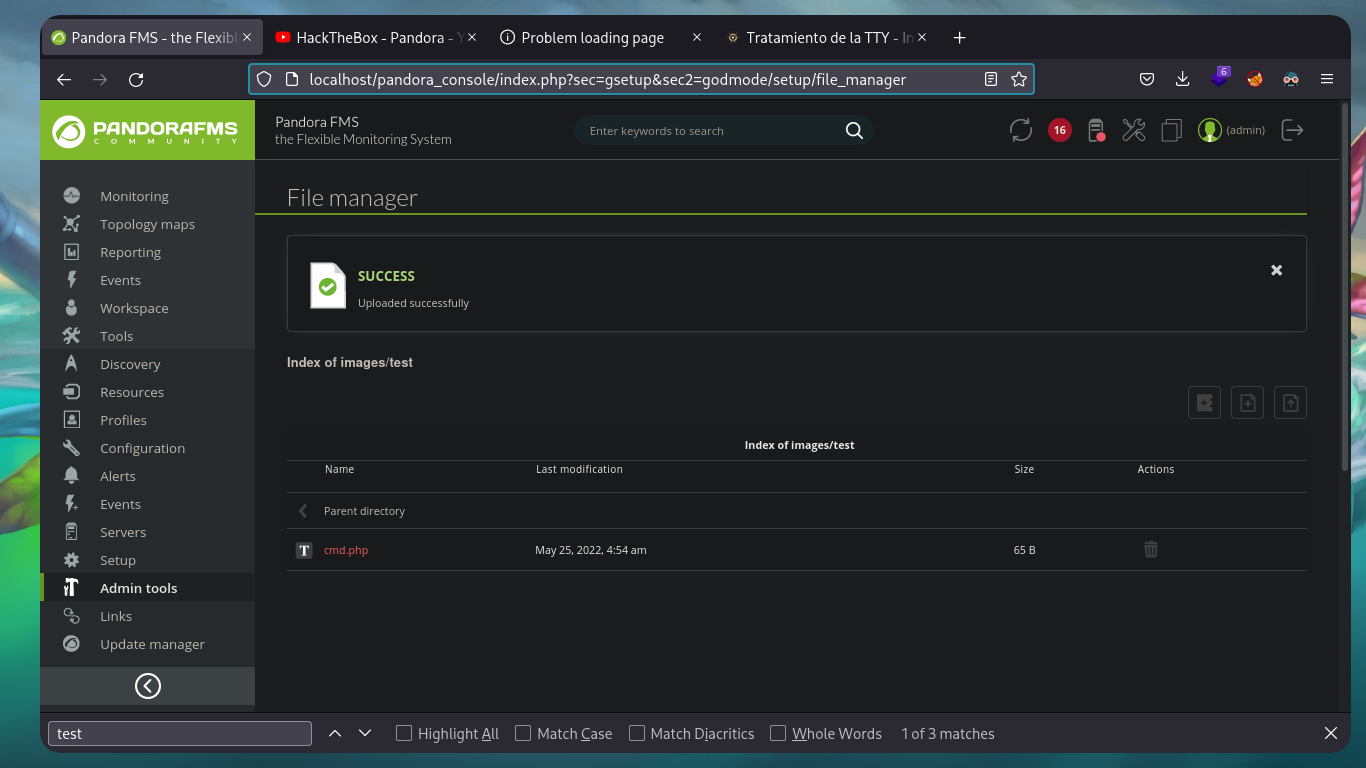 Pandora FMS - the Flexibl
HackTheBox - Pandora - Y
Problem loading page
Tratamiento de la TTY - In
localhost/pandora_console/index.php?sec=gsetup&sec2=godmode/setup/file_manager
6
PANDORAFMS
COMMUNITY
Pandora FMS
the Flexible Monitoring System
Enter keywords to search
16
(admin)
Monitoring
Topology maps
Reporting
Events
Workspace
Tools
Discovery
Resources
Profiles
Configuration
Alerts
Events
Servers
Setup
Admin tools
Links
Update manager
File manager
SUCCESS
Uploaded successfully
Index of images/test
Index of images/test
Name Last modification Size Actions
Parent directory
T cmd.php May 25, 2022, 4:54 am 65 B
test
Highlight All Match Case Match Diacritics Whole Words 1 of 3 matches